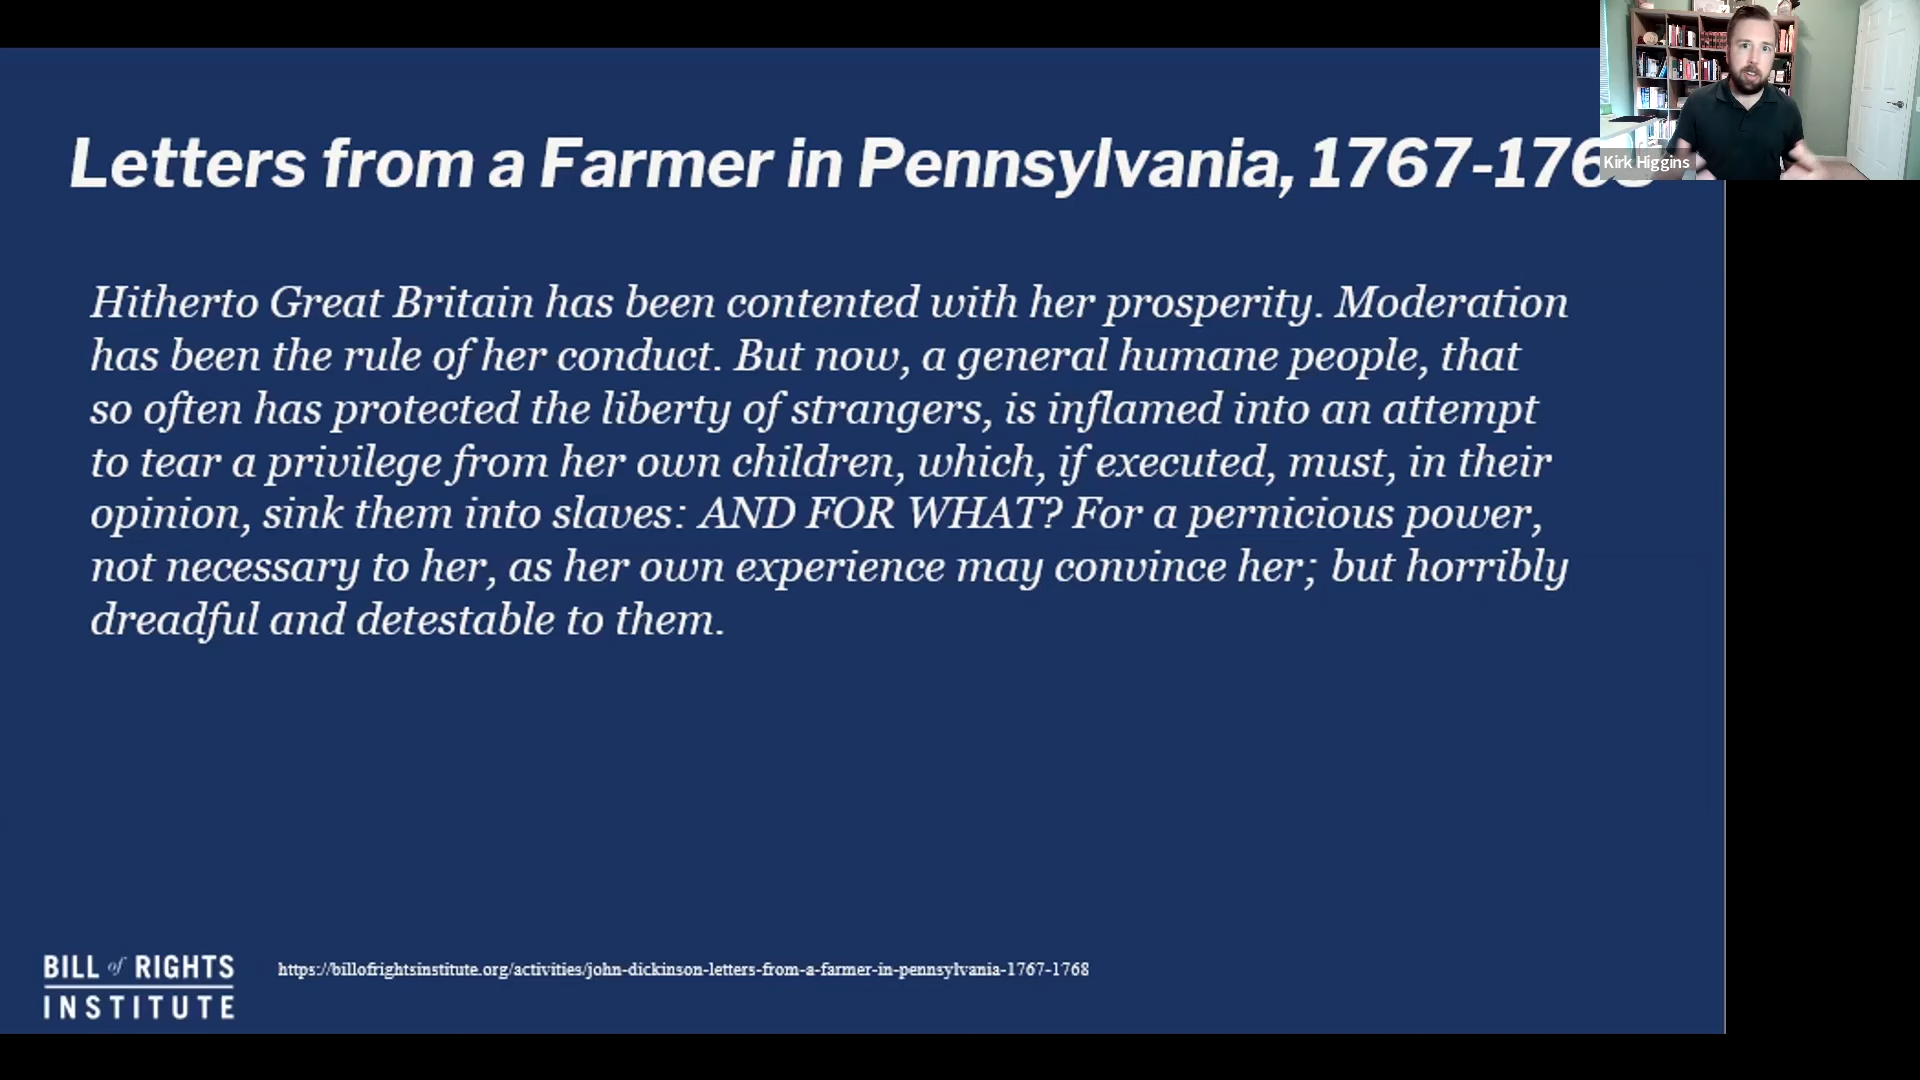 Letters from a Farmer in Pennsylvania, 1767-1768
Kirk Higgins
Hitherto Great Britain has been contented with her prosperity. Moderation
has been the rule of her conduct. But now, a general humane people, that
so often has protected the liberty of strangers, is inflamed into an attempt
to tear a privilege from her own children, which, if executed, must, in their
opinion, sink them into slaves: AND FOR WHAT? For a pernicious power,
not necessary to her, as her own experience may convince her; but horribly
dreadful and detestable to them.
BILL of RIGHTS
INSTITUTE
https://billofrightsinstitute.org/activities/john-dickinson-letters-from-a-farmer-in-pennsylvania-1767-1768